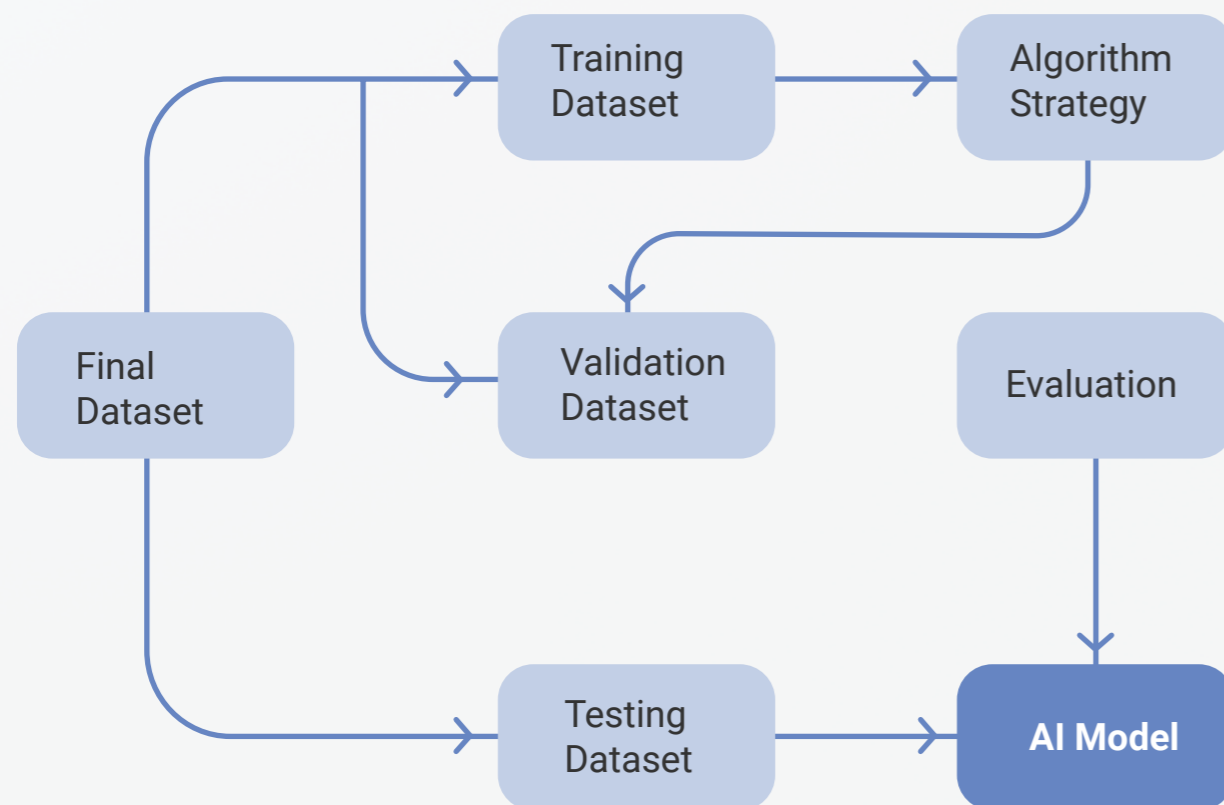 Training
Dataset
Algorithm
Strategy
Final
Dataset
Validation
Dataset
Evaluation
Testing
Dataset
AI Model